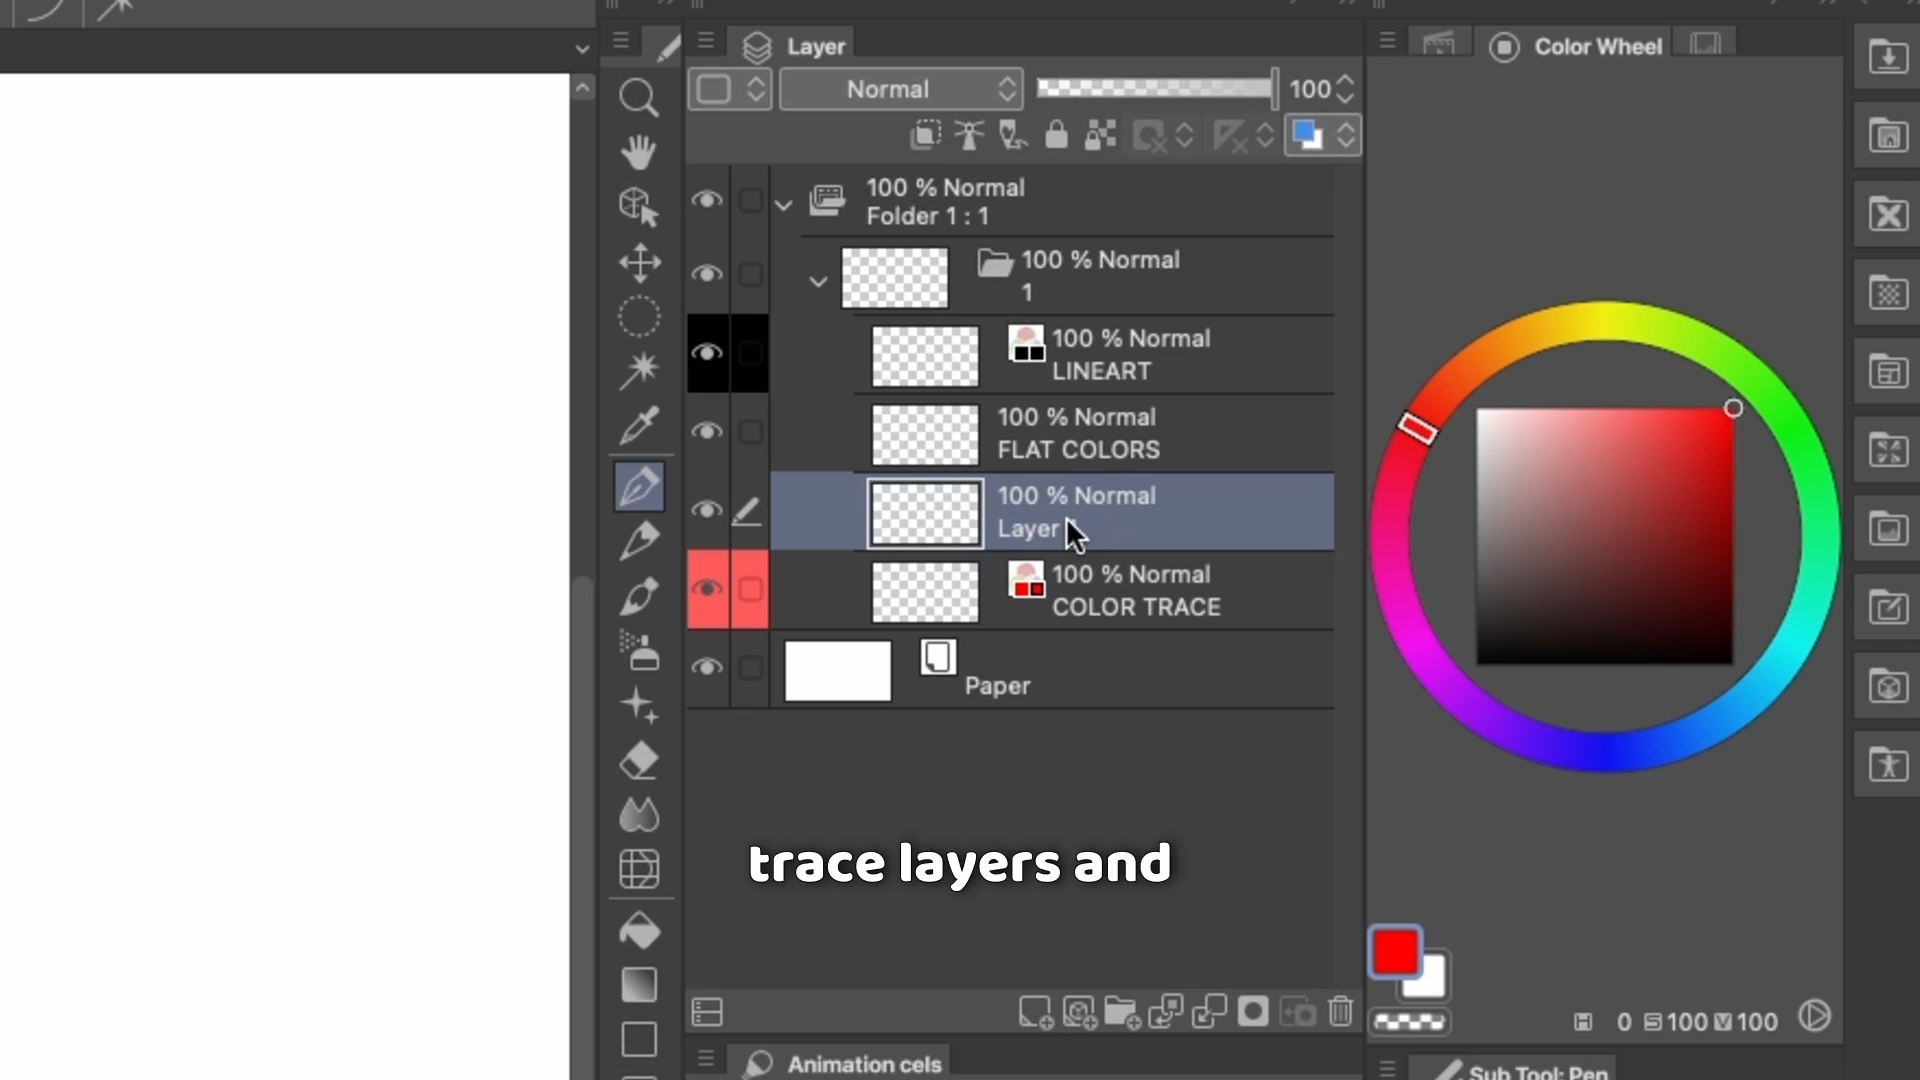 Layer
Color Wheel
Normal
100
100 % Normal
Folder 1 : 1
100 % Normal
1
100 % Normal
LINEART
100 % Normal
FLAT COLORS
100 % Normal
Layer
100 % Normal
COLOR TRACE
Paper
trace layers and
H 0 S 100 V 100
Animation cels
Sub Tool: Pen